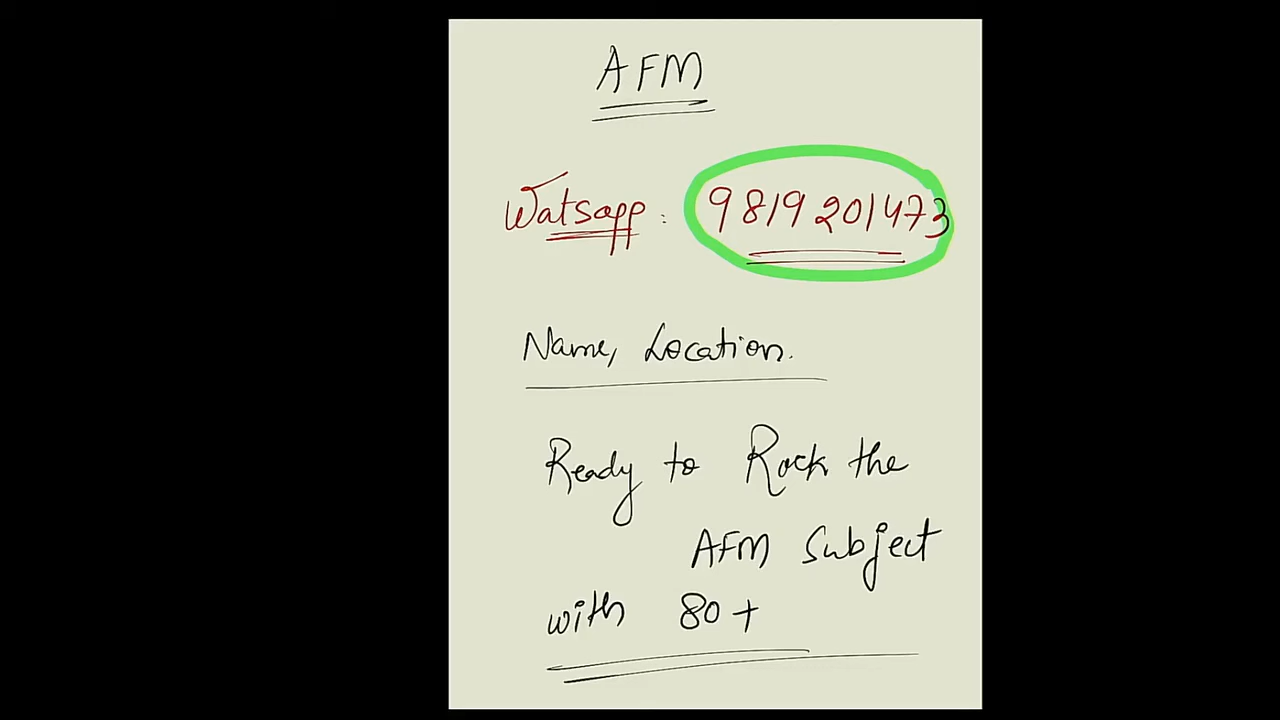 AFM
Watsapp : 9819201473
Name, Location.
Ready to Rock the
AFM Subject
with 80+